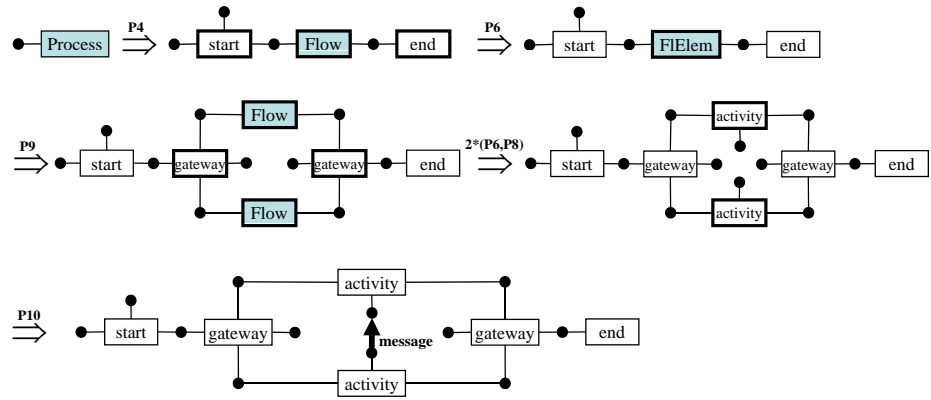 Process
P4
start
Flow
end
P6
start
FlElem
end
P9
start
gateway
Flow
Flow
gateway
end
2*(P6,P8)
start
gateway
activity
activity
gateway
end
P10
start
gateway
activity
message
activity
gateway
end